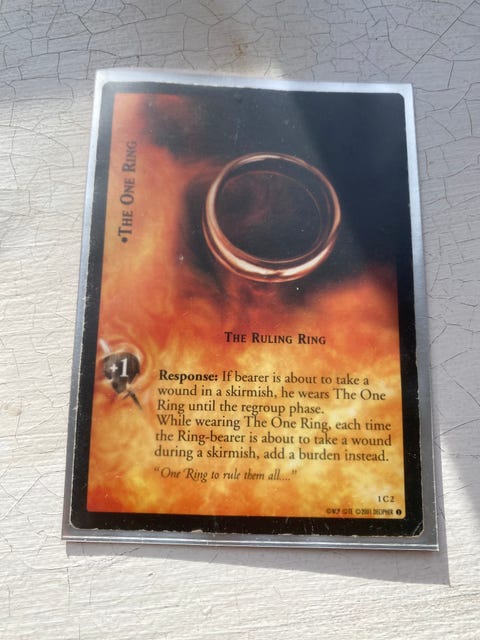 •The One Ring
The Ruling Ring
+1
Response: If bearer is about to take a
wound in a skirmish, he wears The One
Ring until the regroup phase.
While wearing The One Ring, each time
the Ring-bearer is about to take a wound
during a skirmish, add a burden instead.
"One Ring to rule them all...."
1C2
©2001 DECIPHER